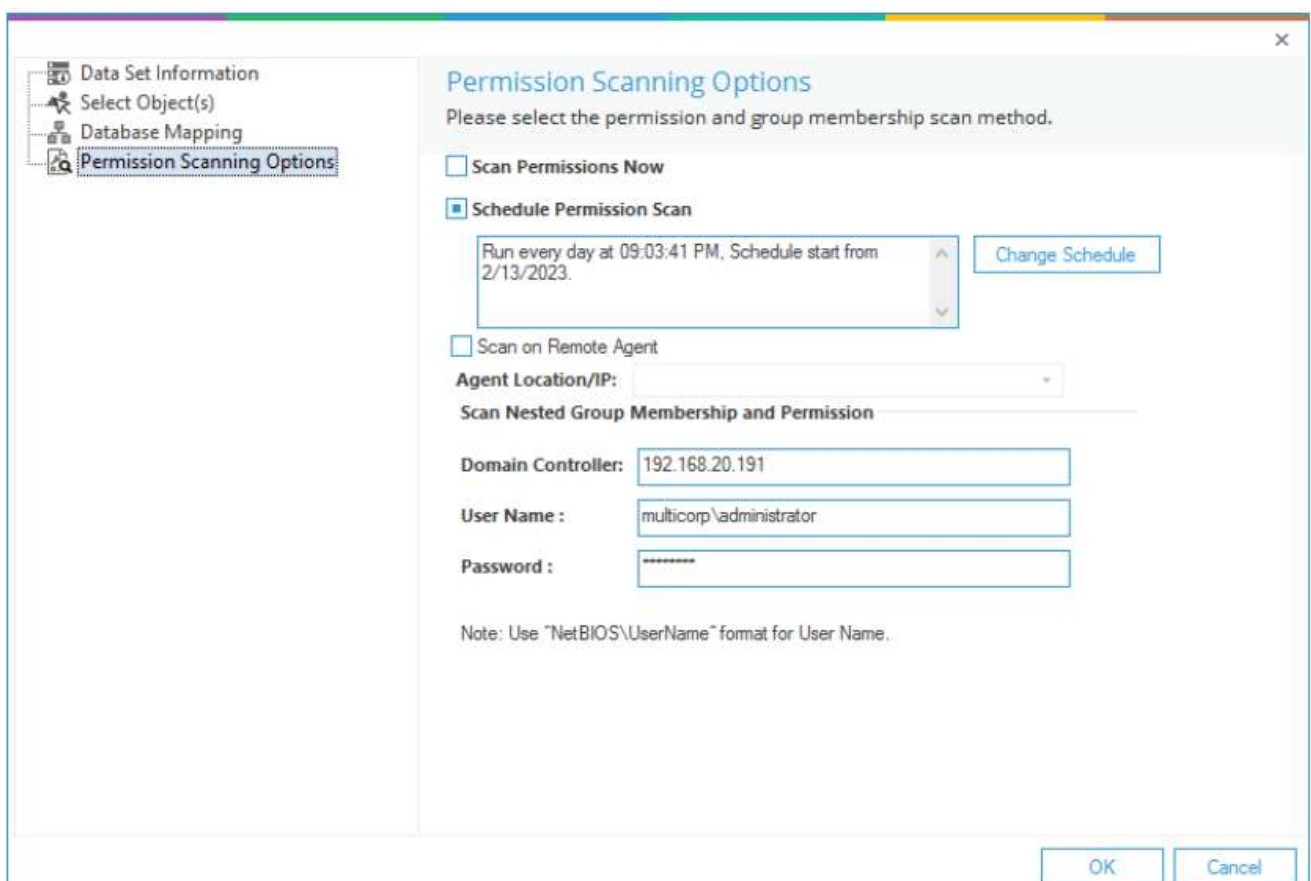 Data Set Information
Select Object(s)
Database Mapping
Permission Scanning Options
Permission Scanning Options
Please select the permission and group membership scan method.
Scan Permissions Now
Schedule Permission Scan
Run every day at 09:03:41 PM, Schedule start from
2/13/2023.
Change Schedule
Scan on Remote Agent
Agent Location/IP:
Scan Nested Group Membership and Permission
Domain Controller: 192.168.20.191
User Name : multicorp\administrator
Password : ********
Note: Use "NetBIOS\UserName" format for User Name.
OK Cancel